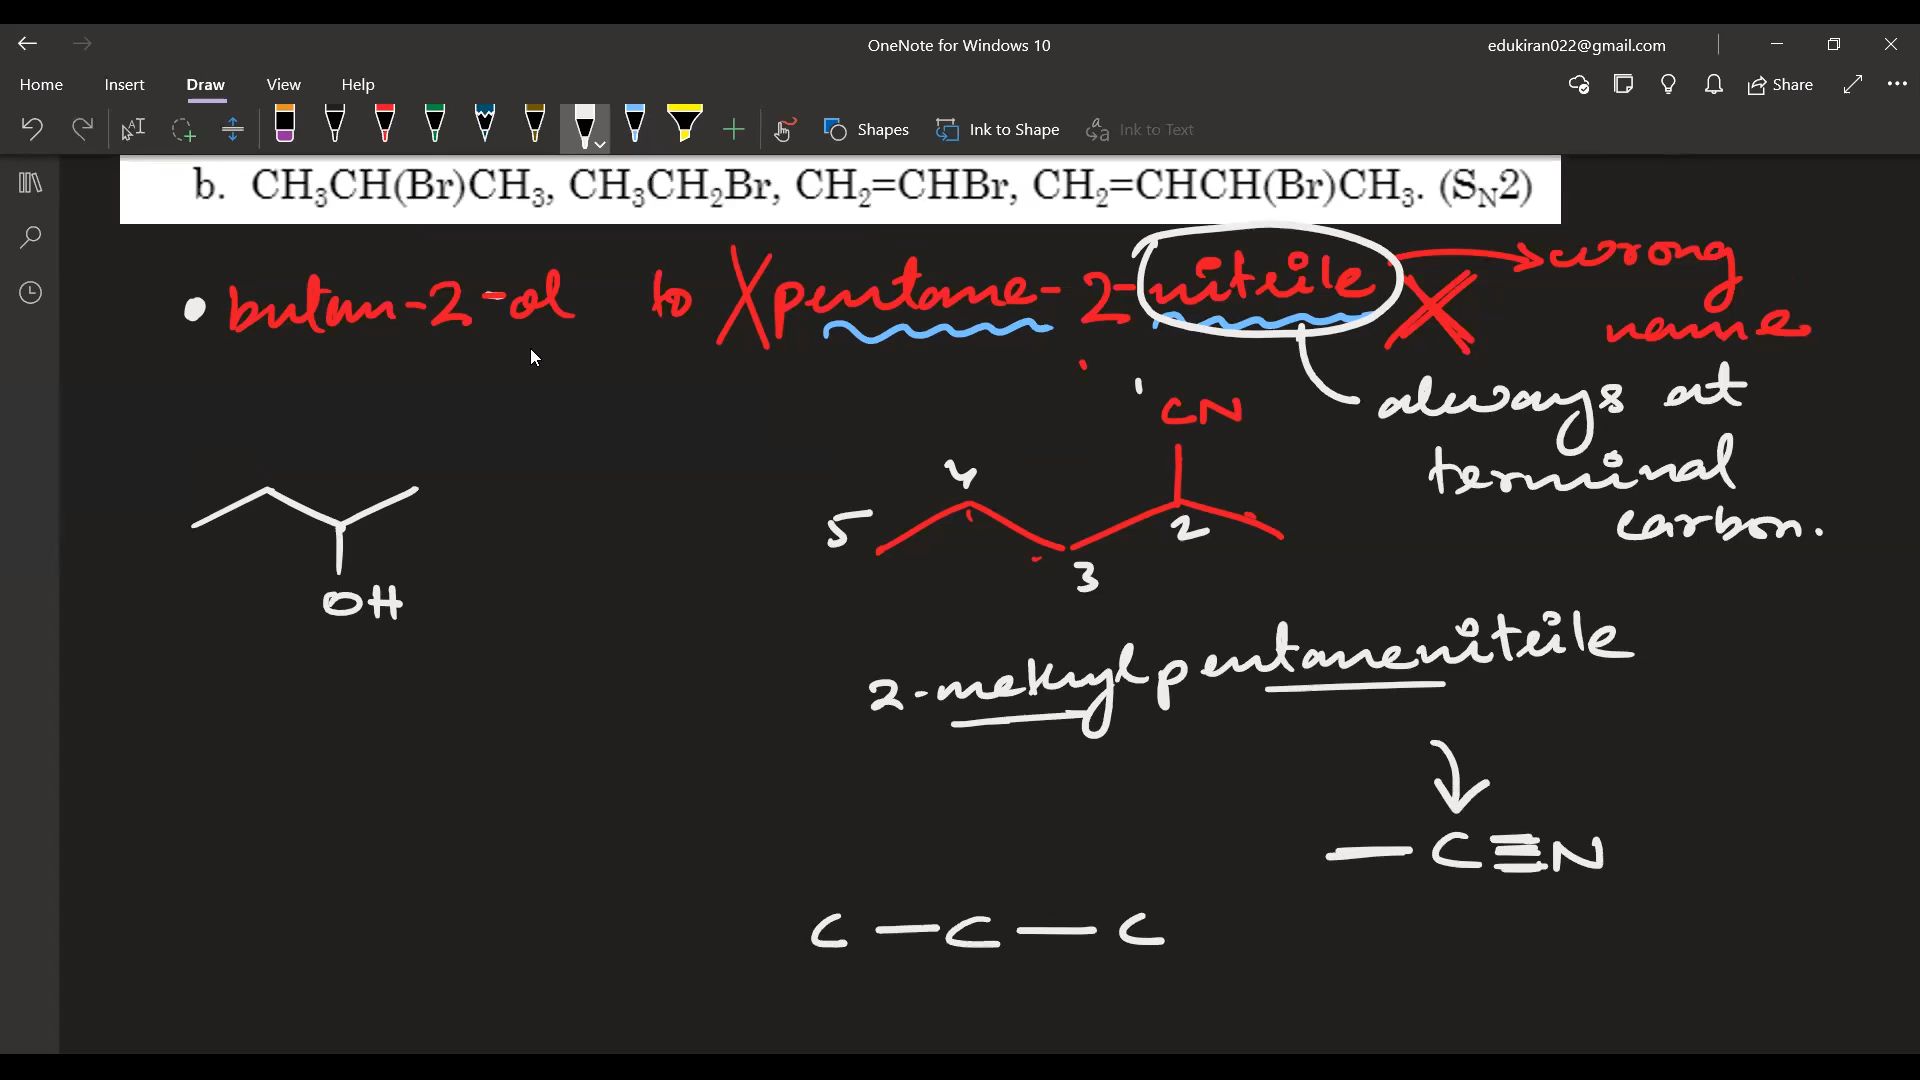 OneNote for Windows 10
edukiran022@gmail.com
Home Insert Draw View Help
Share
Shapes Ink to Shape Ink to Text
b. CH₃CH(Br)CH₃, CH₃CH₂Br, CH₂=CHBr, CH₂=CHCH(Br)CH₃. (S_N2)
butan-2-ol to X pentane-2-nitrile X → wrong
name
always at
terminal
carbon.
1
CN
4
5
2
3
OH
2-methylpentanenitrile
— C≡N
C — C — C